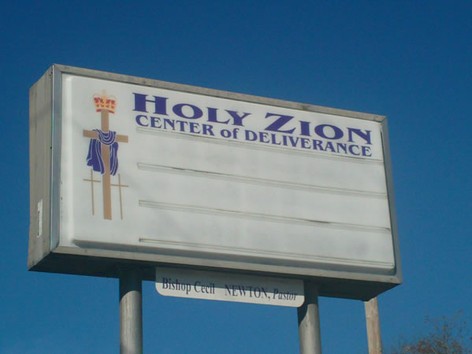 HOLY ZION
CENTER of DELIVERANCE
Bishop Cecil NEWTON, Pastor